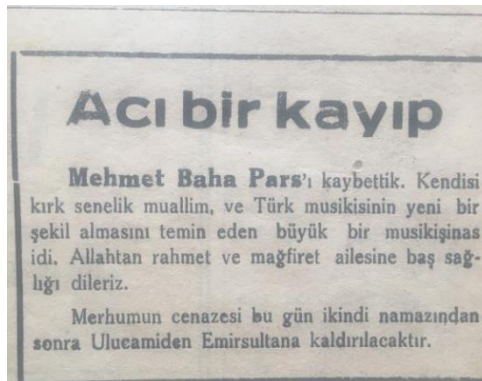 Acı bir kayıp
Mehmet Baha Pars'ı kaybettik. Kendisi
kırk senelik muallim, ve Türk musikisinin yeni bir
şekil almasını temin eden büyük bir musikişinas
idi. Allahtan rahmet ve mağfiret ailesine baş sağ-
lığı dileriz.
Merhumun cenazesi bu gün ikindi namazından
sonra Ulucamiden Emirsultana kaldırılacaktır.